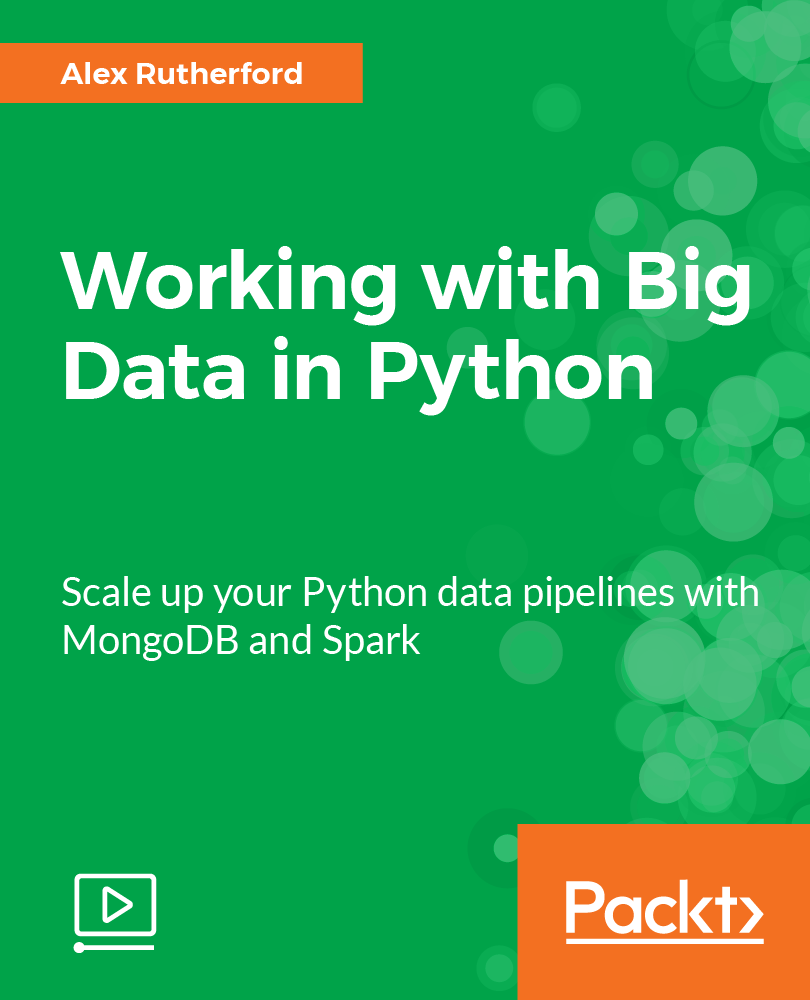 Alex Rutherford
Working with Big
Data in Python
Scale up your Python data pipelines with
MongoDB and Spark
Packt